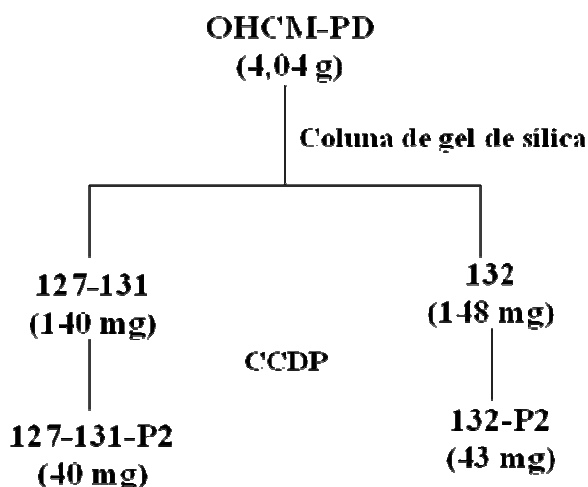 OHCM-PD
(4,04 g)
Coluna de gel de sílica
127-131
(140 mg)
132
(148 mg)
CCDP
127-131-P2
(40 mg)
132-P2
(43 mg)